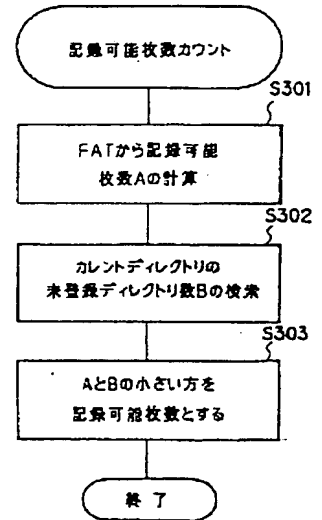 記録可能枚数カウント
S301
FATから記録可能
枚数Aの計算
S302
カレントディレクトリの
未登録ディレクトリ数Bの検索
S303
AとBの小さい方を
記録可能枚数とする
終了